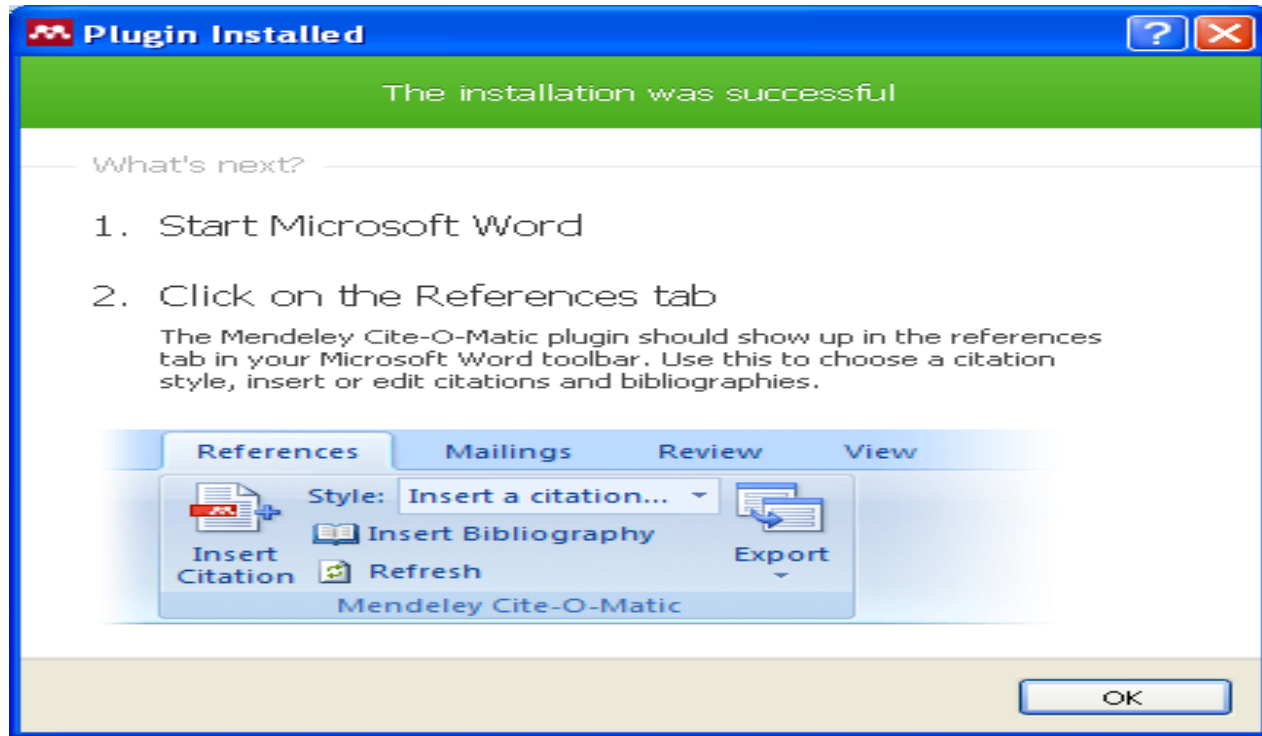 Plugin Installed
The installation was successful
What's next?
1. Start Microsoft Word
2. Click on the References tab
The Mendeley Cite-O-Matic plugin should show up in the references
tab in your Microsoft Word toolbar. Use this to choose a citation
style, insert or edit citations and bibliographies.
References Mailings Review View
Style: Insert a citation...
Insert Bibliography
Insert
Citation
Refresh
Export
Mendeley Cite-O-Matic
OK